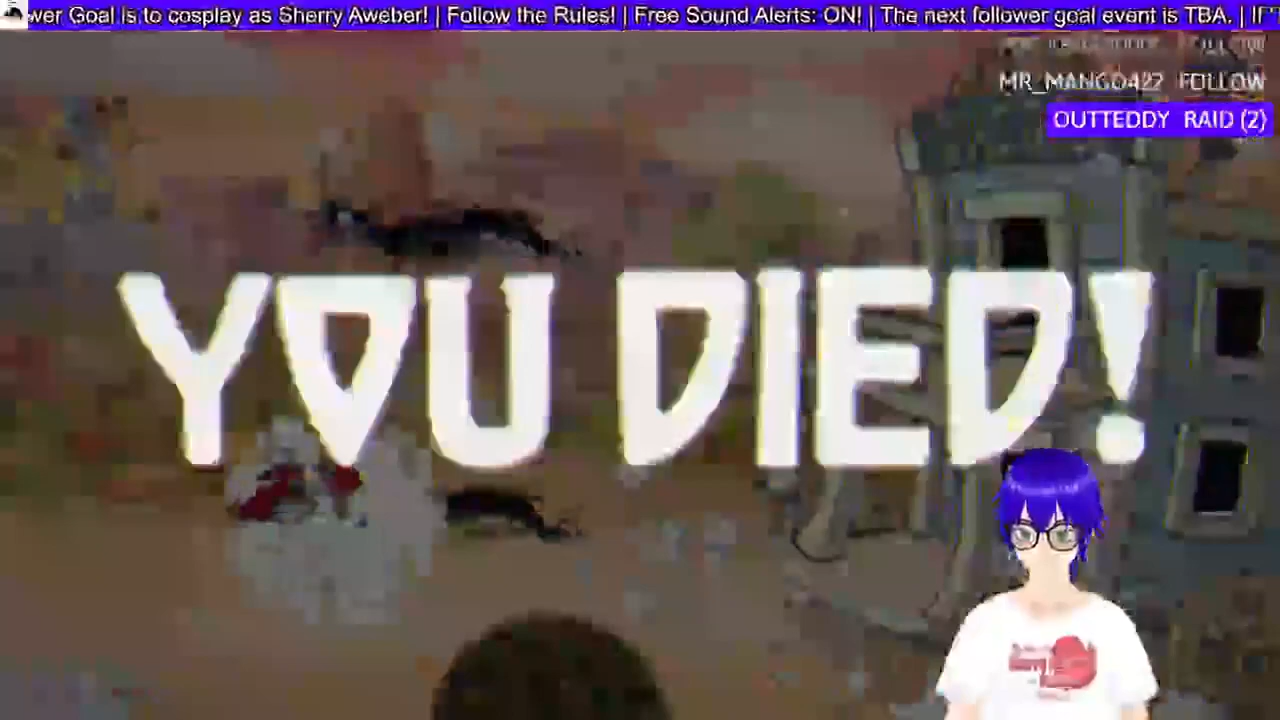 wer Goal is to cosplay as Sherry Aweber! | Follow the Rules! | Free Sound Alerts: ON! | The next follower goal event is TBA. |
FOLLOW
MR_MANGO422 FOLLOW
OUTTEDDY RAID (2)
YOU DIED!